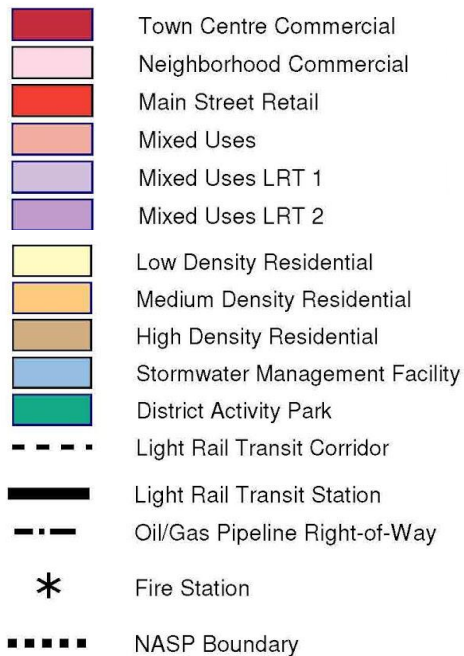 Town Centre Commercial
Neighborhood Commercial
Main Street Retail
Mixed Uses
Mixed Uses LRT 1
Mixed Uses LRT 2
Low Density Residential
Medium Density Residential
High Density Residential
Stormwater Management Facility
District Activity Park
Light Rail Transit Corridor
Light Rail Transit Station
Oil/Gas Pipeline Right-of-Way
Fire Station
NASP Boundary